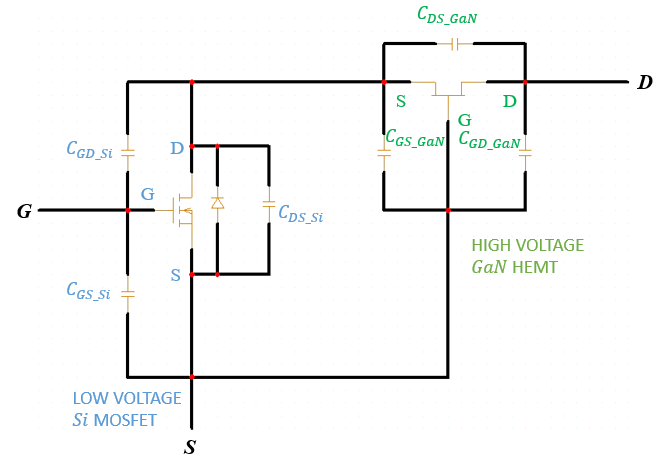 C_DS_GaN
D
S
D
G
C_GS_GaN
C_GD_GaN
C_GD_Si
D
G
G
C_DS_Si
HIGH VOLTAGE
GaN HEMT
S
C_GS_Si
LOW VOLTAGE
Si MOSFET
S